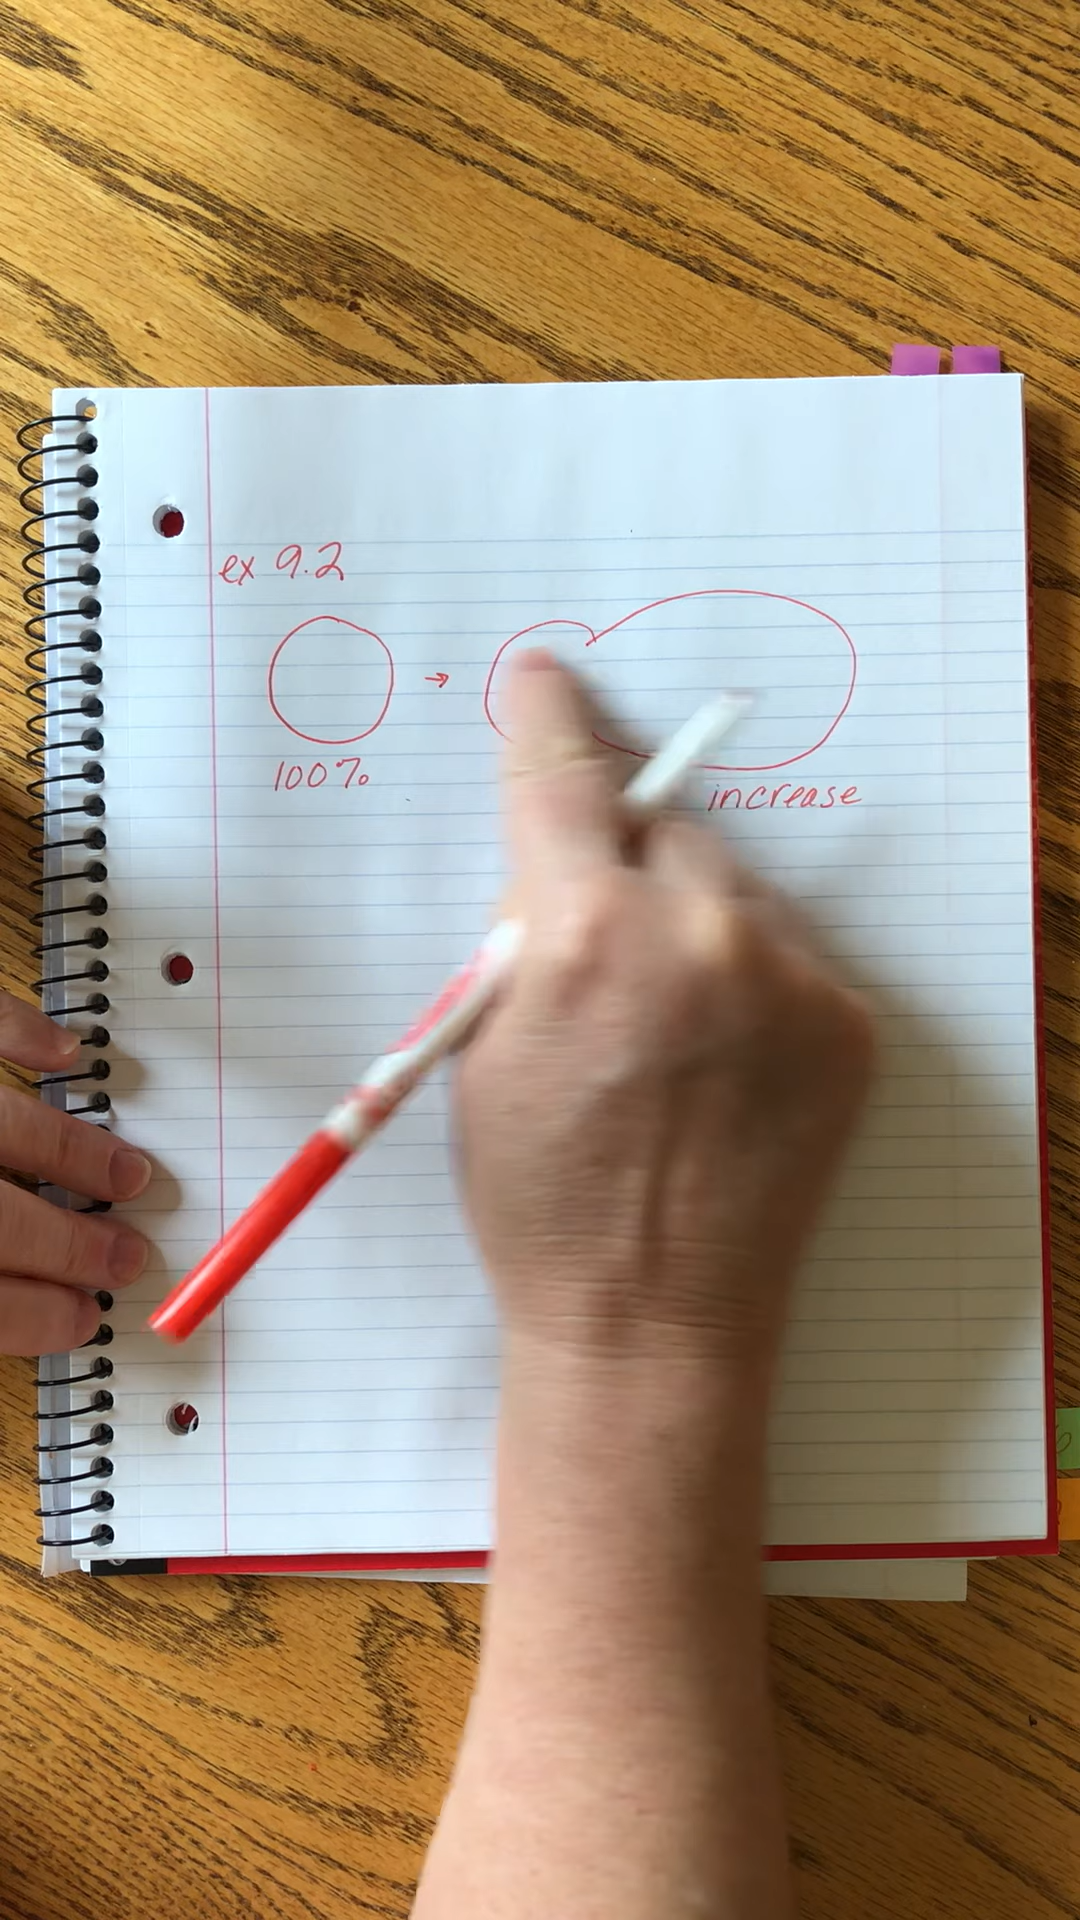 ex 9.2
→
100%
increase